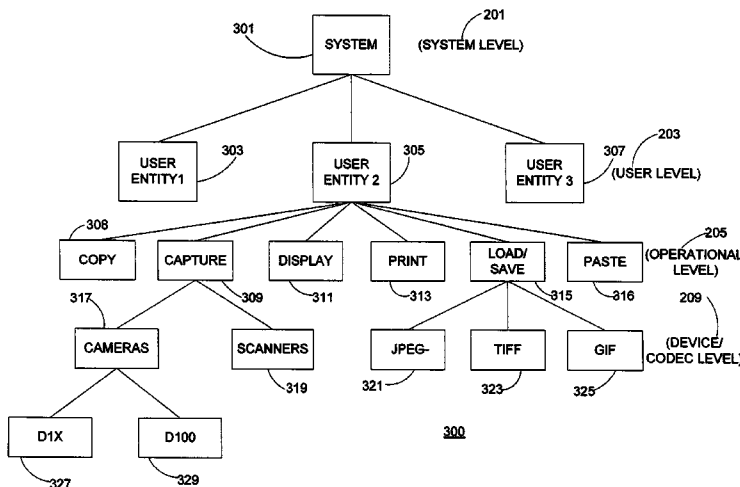 201
301
SYSTEM
(SYSTEM LEVEL)
203
USER
ENTITY1
303
USER
ENTITY 2
305
USER
ENTITY 3
307
(USER LEVEL)
308
205
COPY
CAPTURE
DISPLAY
PRINT
LOAD/
SAVE
PASTE
(OPERATIONAL
LEVEL)
309
311
313
315
316
209
317
CAMERAS
SCANNERS
JPEG
TIFF
GIF
(DEVICE/
CODEC LEVEL)
319
321
323
325
D1X
D100
300
327
329